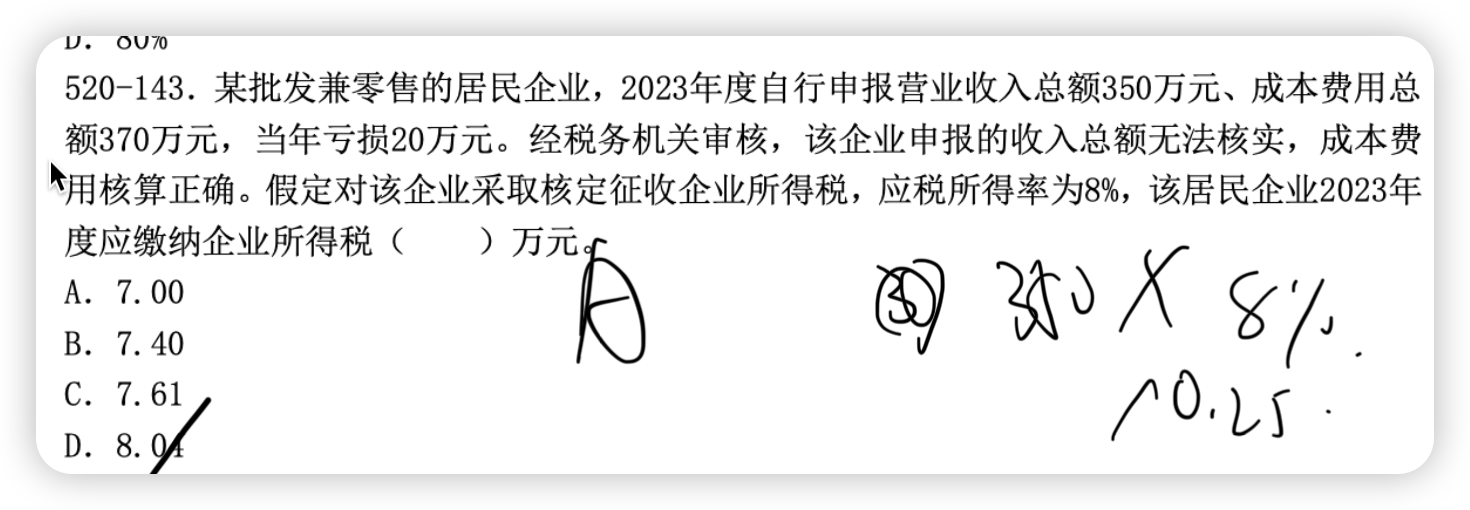 D. 80%
520-143. 某批发兼零售的居民企业，2023年度自行申报营业收入总额350万元、成本费用总
额370万元，当年亏损20万元。经税务机关审核，该企业申报的收入总额无法核实，成本费
用核算正确。假定对该企业采取核定征收企业所得税，应税所得率为8%，该居民企业2023年
度应缴纳企业所得税（　　）万元。
A. 7.00
350 × 8%.
B. 7.40
C. 7.61
0.25.
D. 8.04